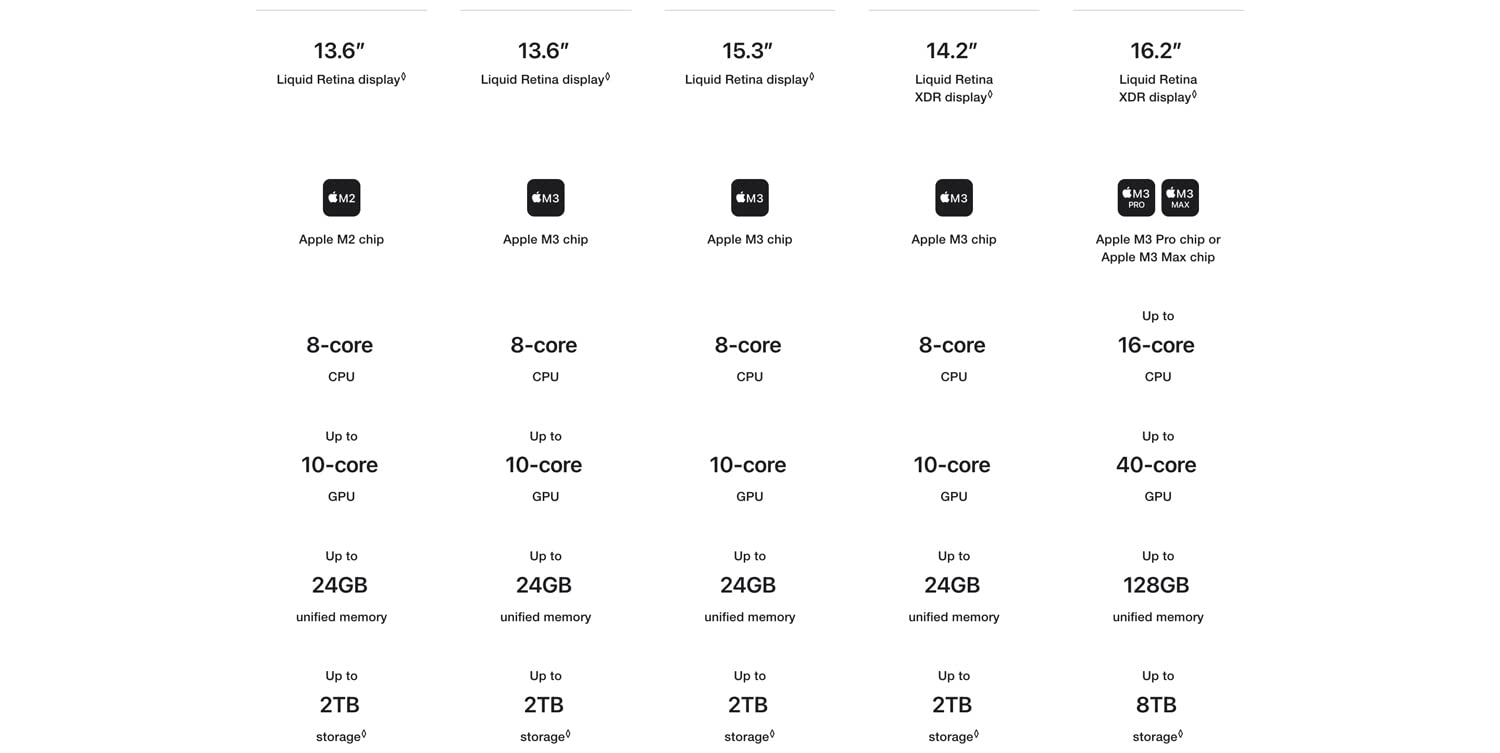 13.6” 13.6” 15.3” 14.2” 16.2”
Liquid Retina display◊ Liquid Retina display◊ Liquid Retina display◊ Liquid Retina Liquid Retina
XDR display◊ XDR display◊
M2 M3 M3 M3 M3 M3
PRO MAX
Apple M2 chip Apple M3 chip Apple M3 chip Apple M3 chip Apple M3 Pro chip or
Apple M3 Max chip
Up to
8-core 8-core 8-core 8-core 16-core
CPU CPU CPU CPU CPU
Up to Up to Up to
10-core 10-core 10-core 10-core 40-core
GPU GPU GPU GPU GPU
Up to Up to Up to Up to Up to
24GB 24GB 24GB 24GB 128GB
unified memory unified memory unified memory unified memory unified memory
Up to Up to Up to Up to Up to
2TB 2TB 2TB 2TB 8TB
storage◊ storage◊ storage◊ storage◊ storage◊